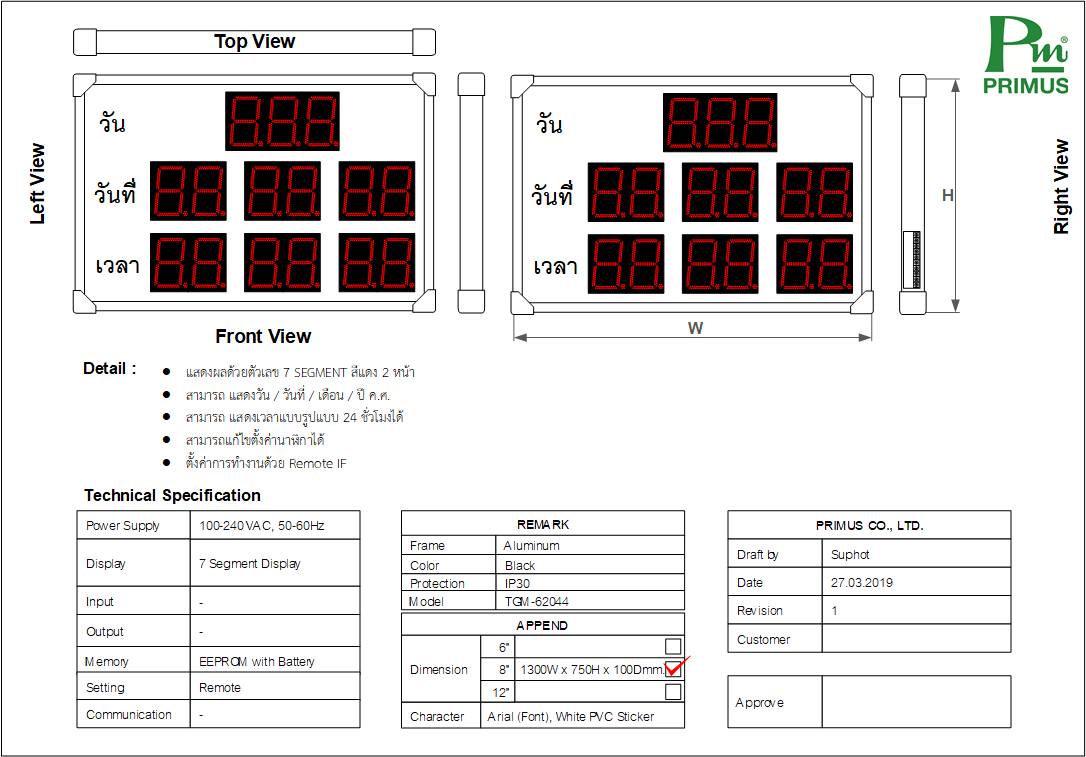 Top View
Pm®
PRIMUS
Left View
วัน
วันที่
เวลา
วัน
วันที่
เวลา
H
Right View
W
Front View
Detail :
● แสดงผลด้วยตัวเลข 7 SEGMENT สีแดง 2 หน้า
● สามารถ แสดงวัน / วันที่ / เดือน / ปี ค.ศ.
● สามารถ แสดงเวลาแบบรูปแบบ 24 ชั่วโมงได้
● สามารถแก้ไขตั้งค่านาฬิกาได้
● ตั้งค่าการทำงานด้วย Remote IF
Technical Specification
Power Supply 100-240VAC, 50-60Hz
Display 7 Segment Display
Input -
Output -
Memory EEPROM with Battery
Setting Remote
Communication -
REMARK
Frame Aluminum
Color Black
Protection IP30
Model TGM-62044
APPEND
Dimension
6"
8" 1300W x 750H x 100Dmm.
12"
Character Arial (Font), White PVC Sticker
PRIMUS CO., LTD.
Draft by Suphot
Date 27.03.2019
Revision 1
Customer
Approve